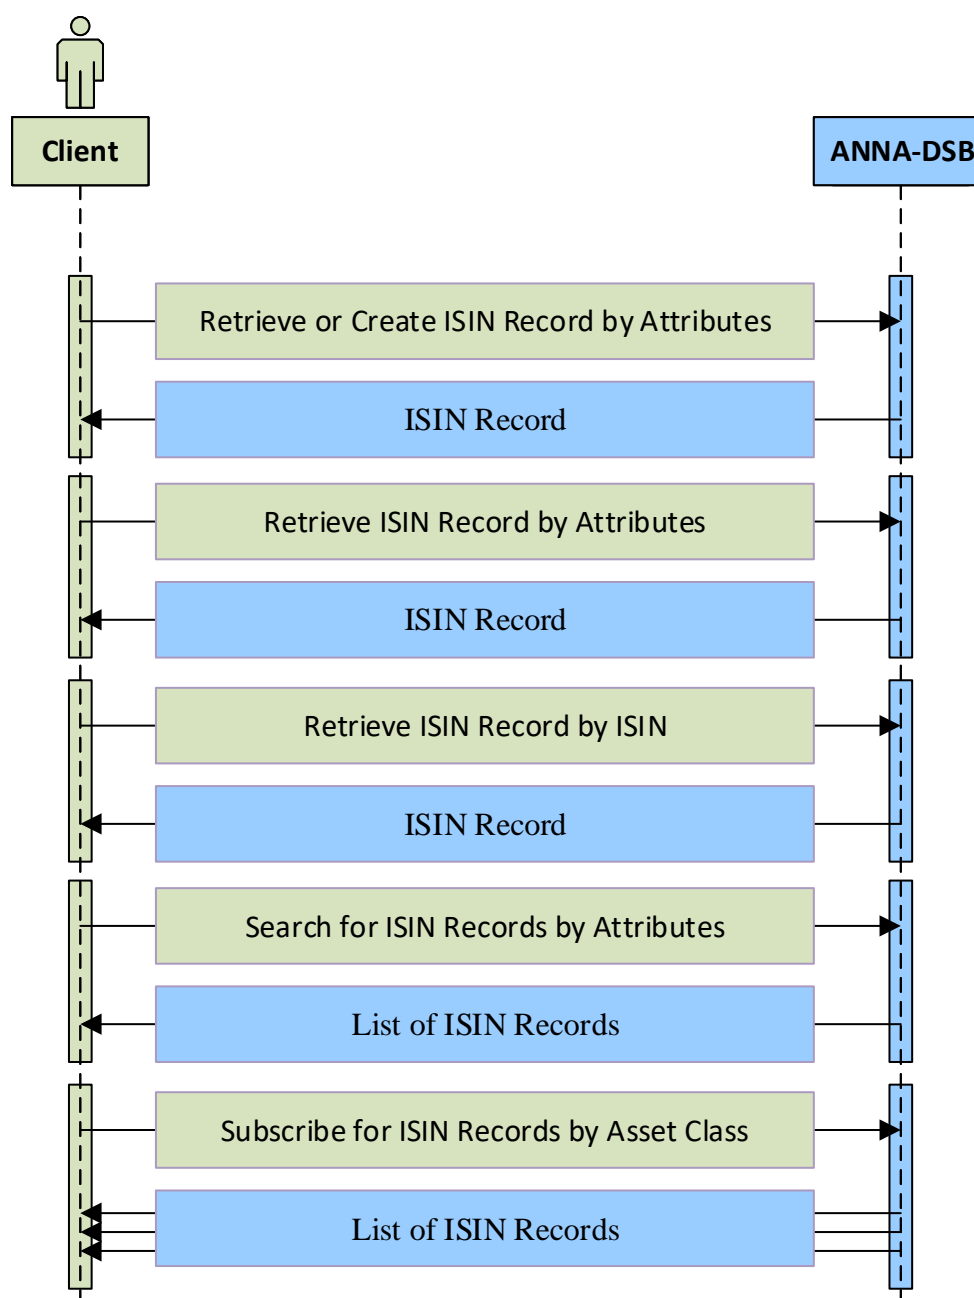 Client
ANNA-DSB
Retrieve or Create ISIN Record by Attributes
ISIN Record
Retrieve ISIN Record by Attributes
ISIN Record
Retrieve ISIN Record by ISIN
ISIN Record
Search for ISIN Records by Attributes
List of ISIN Records
Subscribe for ISIN Records by Asset Class
List of ISIN Records